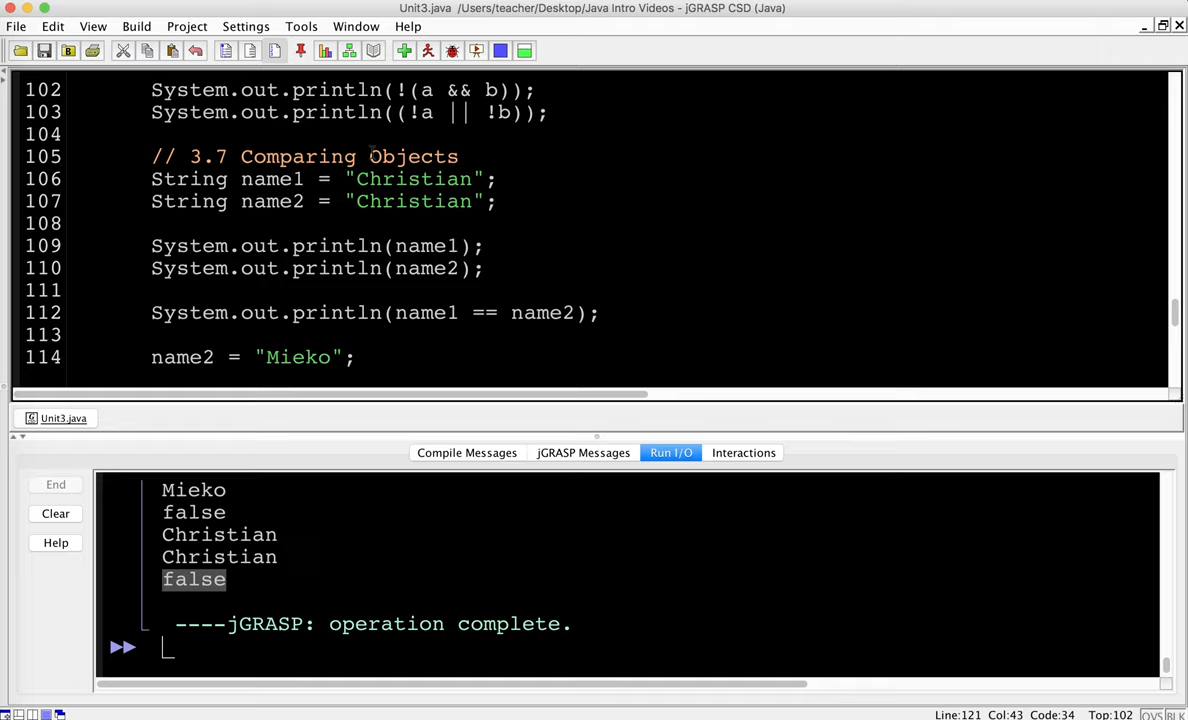 Unit3.java /Users/teacher/Desktop/Java Intro Videos - jGRASP CSD (Java)
File Edit View Build Project Settings Tools Window Help
102 System.out.println(!(a && b));
103 System.out.println((!a || !b));
104
105 // 3.7 Comparing Objects
106 String name1 = "Christian";
107 String name2 = "Christian";
108
109 System.out.println(name1);
110 System.out.println(name2);
111
112 System.out.println(name1 == name2);
113
114 name2 = "Mieko";
Unit3.java
Compile Messages jGRASP Messages Run I/O Interactions
End
Clear
Help
Mieko
false
Christian
Christian
false
----jGRASP: operation complete.
Line:121 Col:43 Code:34 Top:102 OVS BLK